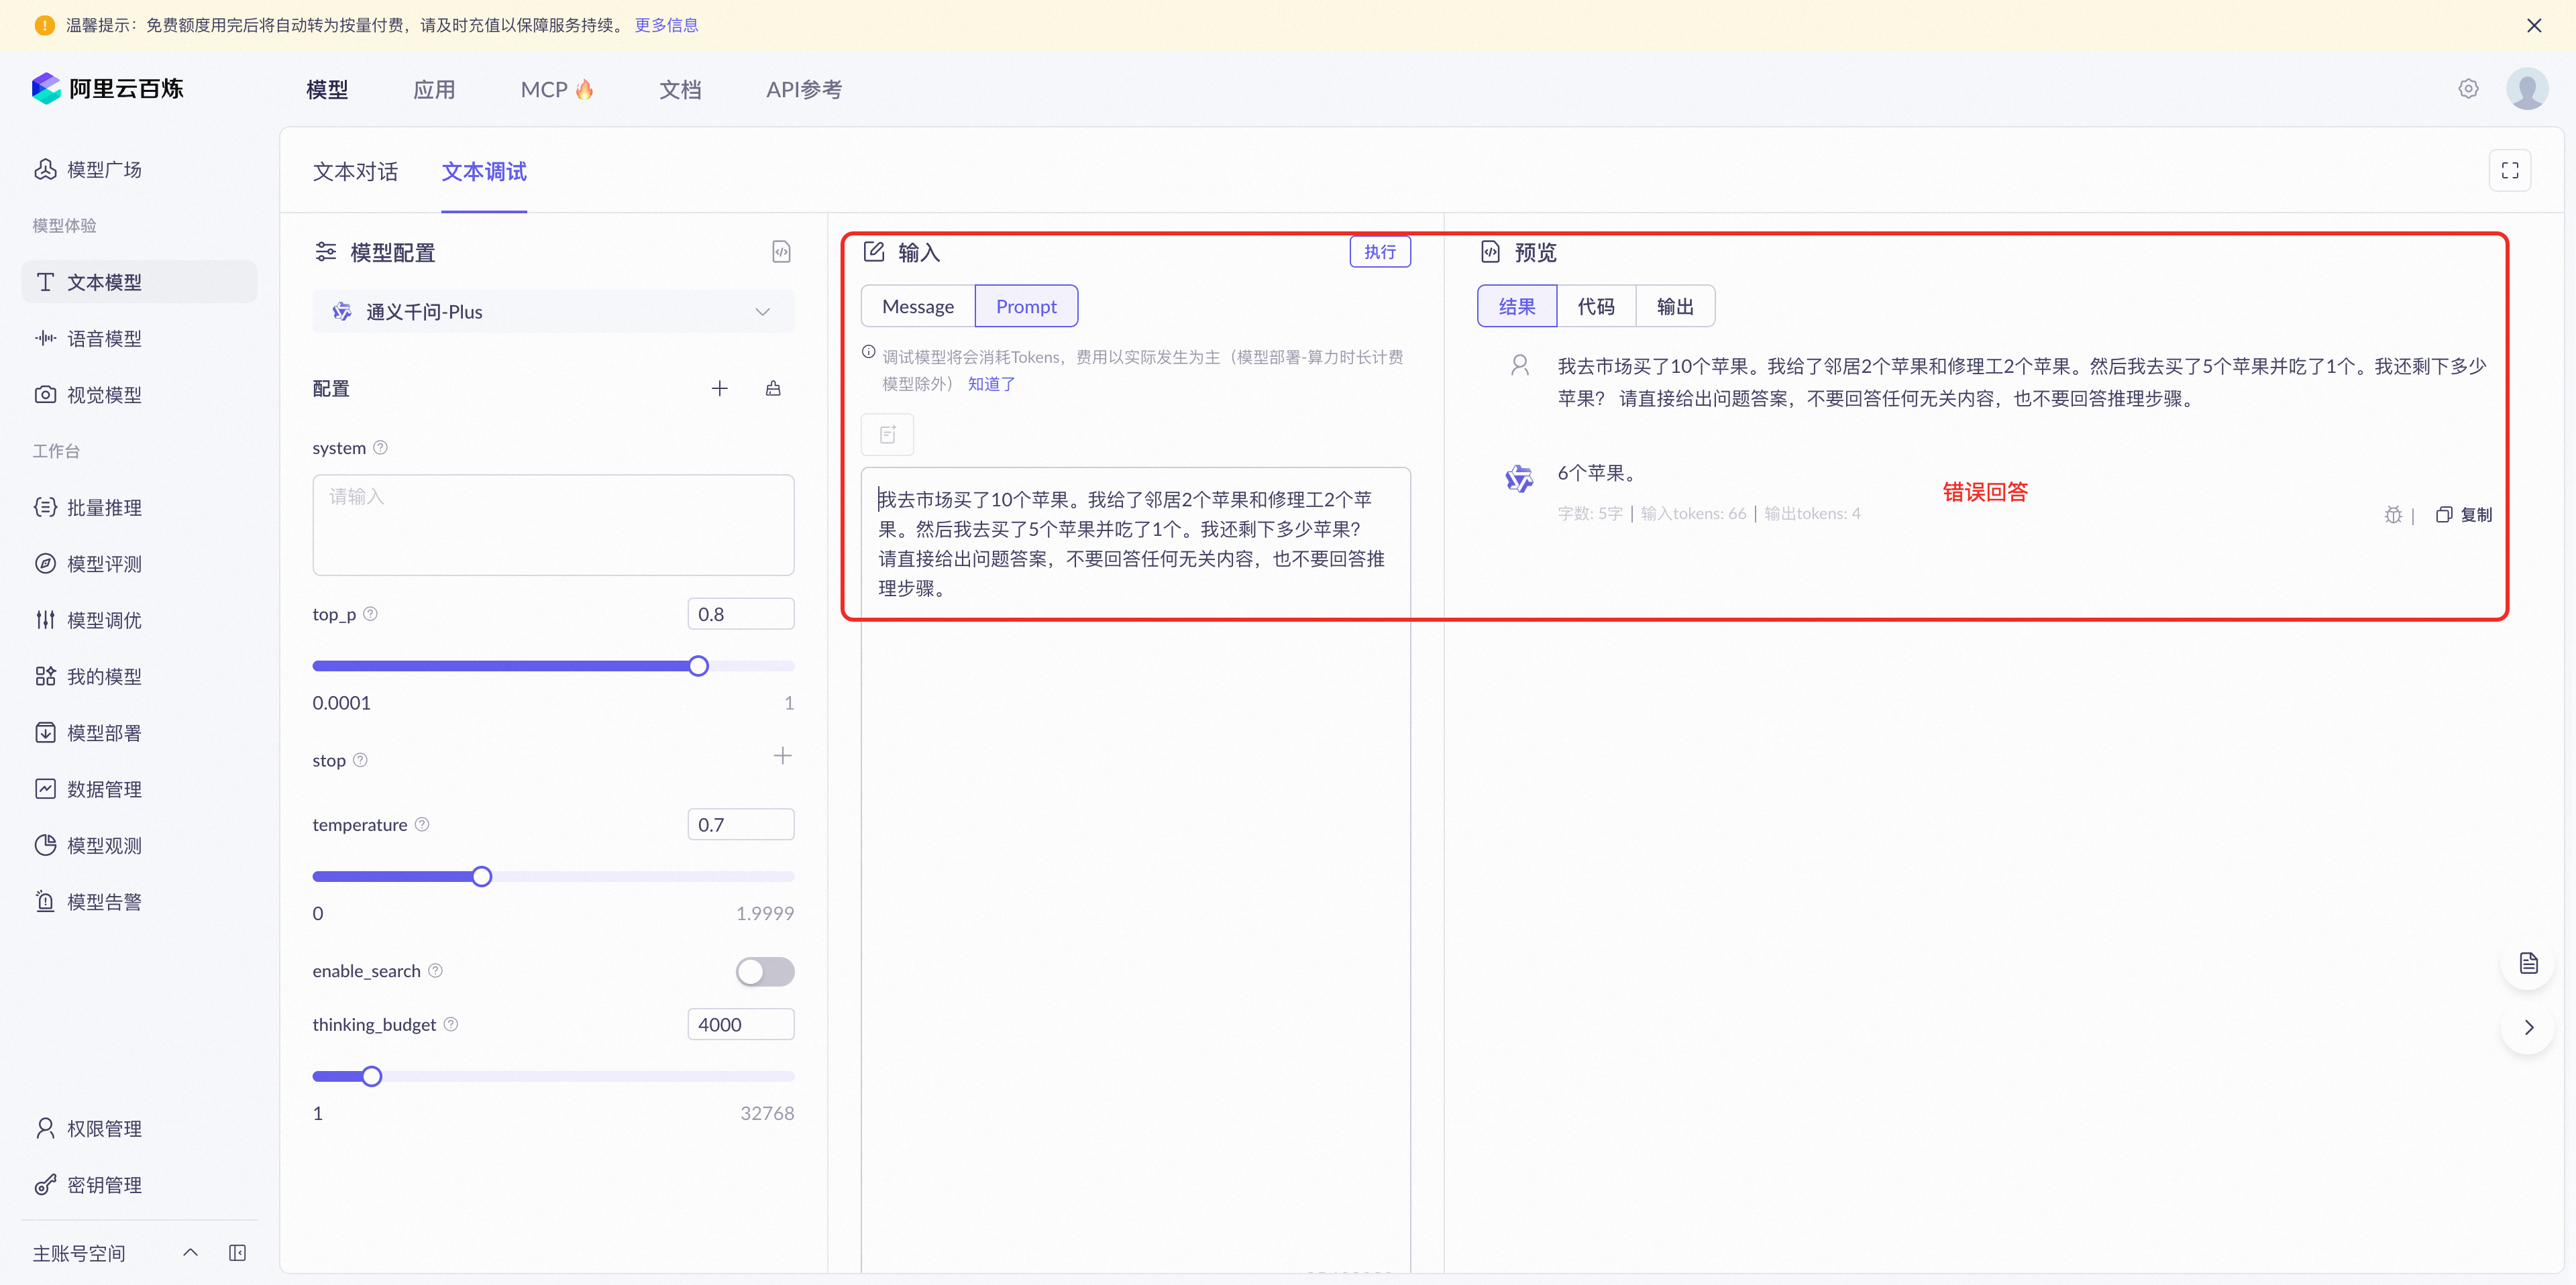 温馨提示：免费额度用完后将自动转为按量付费，请及时充值以保障服务持续。 更多信息
阿里云百炼
模型 应用 MCP 文档 API参考
模型广场
模型体验
文本模型
语音模型
视觉模型
工作台
批量推理
模型评测
模型调优
我的模型
模型部署
数据管理
模型观测
模型告警
权限管理
密钥管理
主账号空间
文本对话 文本调试
模型配置
通义千问-Plus
配置
system
请输入
top_p 0.8
0.0001 1
stop
temperature 0.7
0 1.9999
enable_search
thinking_budget 4000
1 32768
输入 执行
Message Prompt
调试模型将会消耗Tokens，费用以实际发生为主（模型部署-算力时长计费
模型除外） 知道了
我去市场买了10个苹果。我给了邻居2个苹果和修理工2个苹
果。然后我去买了5个苹果并吃了1个。我还剩下多少苹果？
请直接给出问题答案，不要回答任何无关内容，也不要回答推
理步骤。
预览
结果 代码 输出
我去市场买了10个苹果。我给了邻居2个苹果和修理工2个苹果。然后我去买了5个苹果并吃了1个。我还剩下多少
苹果？ 请直接给出问题答案，不要回答任何无关内容，也不要回答推理步骤。
6个苹果。
错误回答
字数: 5字 | 输入tokens: 66 | 输出tokens: 4
复制